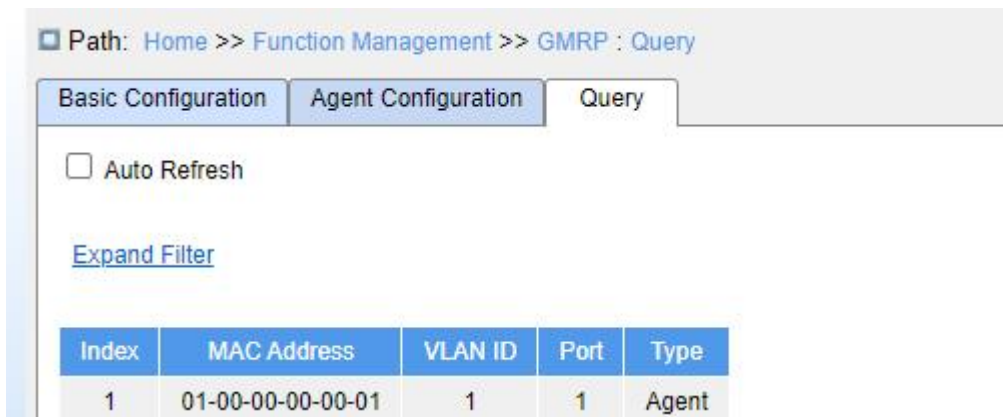 Path: Home >> Function Management >> GMRP : Query
Basic Configuration Agent Configuration Query
Auto Refresh
Expand Filter
Index MAC Address VLAN ID Port Type
1 01-00-00-00-00-01 1 1 Agent